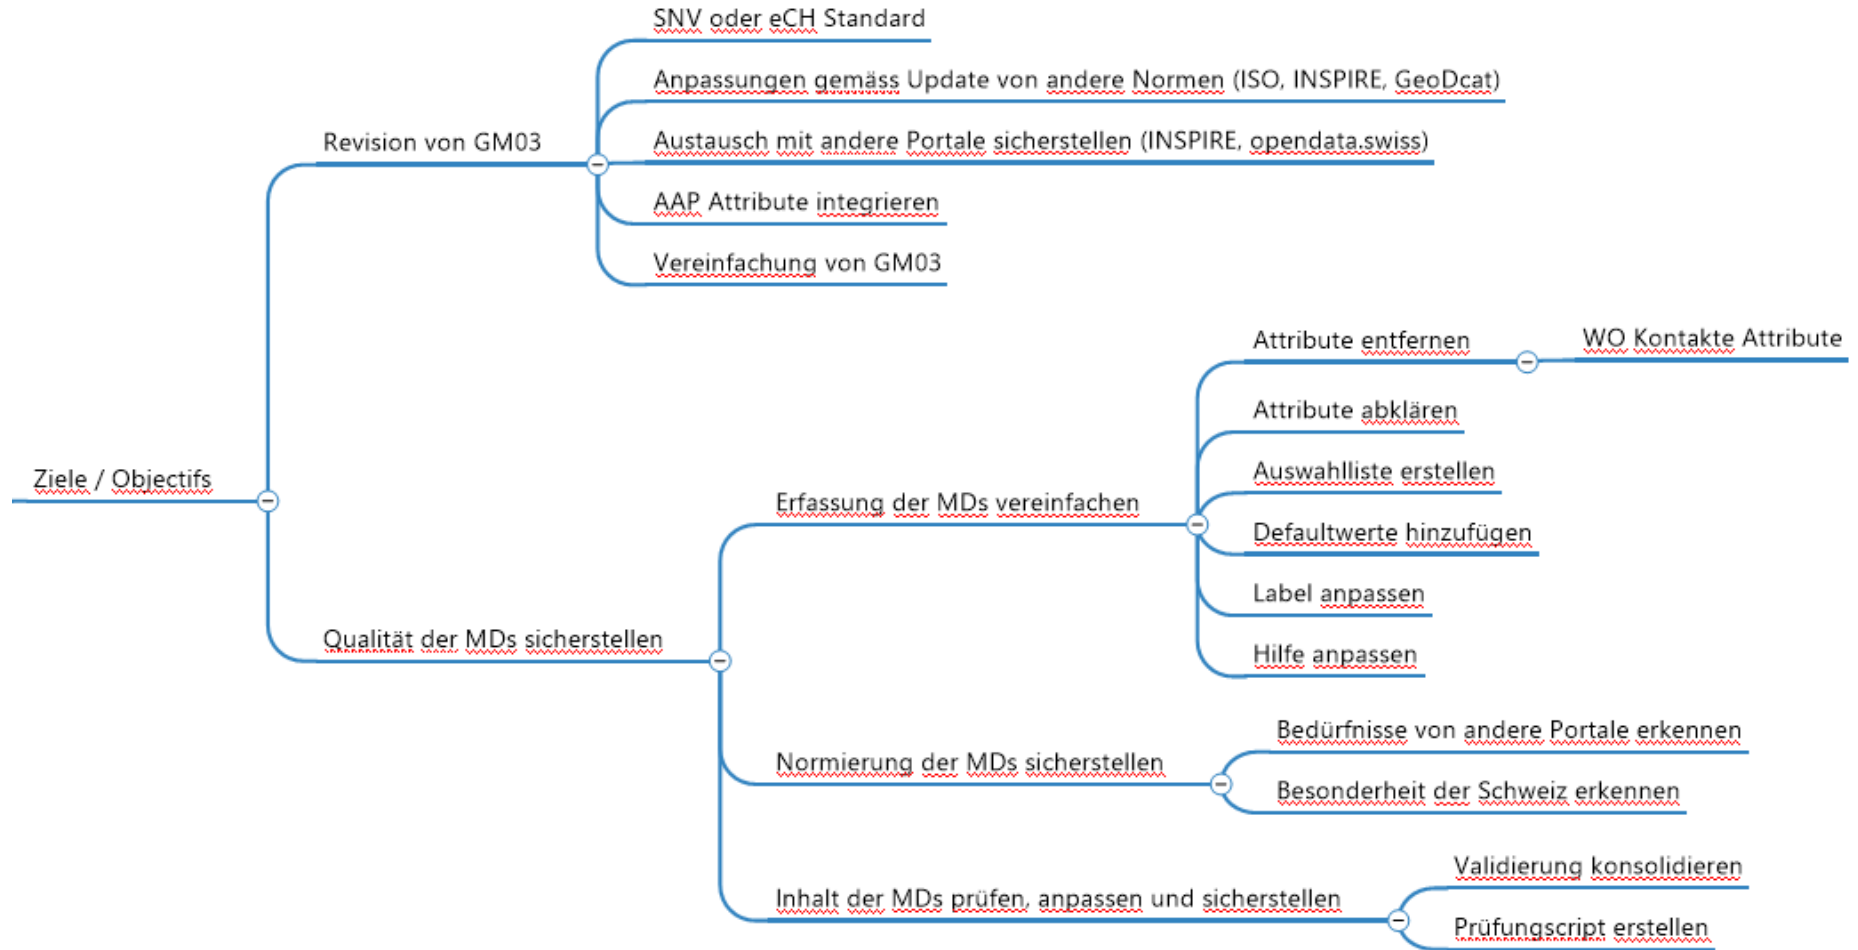 Ziele / Objectifs
Revision von GM03
SNV oder eCH Standard
Anpassungen gemäss Update von andere Normen (ISO, INSPIRE, GeoDcat)
Austausch mit andere Portale sicherstellen (INSPIRE, opendata.swiss)
AAP Attribute integrieren
Vereinfachung von GM03
Qualität der MDs sicherstellen
Erfassung der MDs vereinfachen
Attribute entfernen
WO Kontakte Attribute
Attribute abklären
Auswahlliste erstellen
Defaultwerte hinzufügen
Label anpassen
Hilfe anpassen
Normierung der MDs sicherstellen
Bedürfnisse von andere Portale erkennen
Besonderheit der Schweiz erkennen
Inhalt der MDs prüfen, anpassen und sicherstellen
Validierung konsolidieren
Prüfungscript erstellen